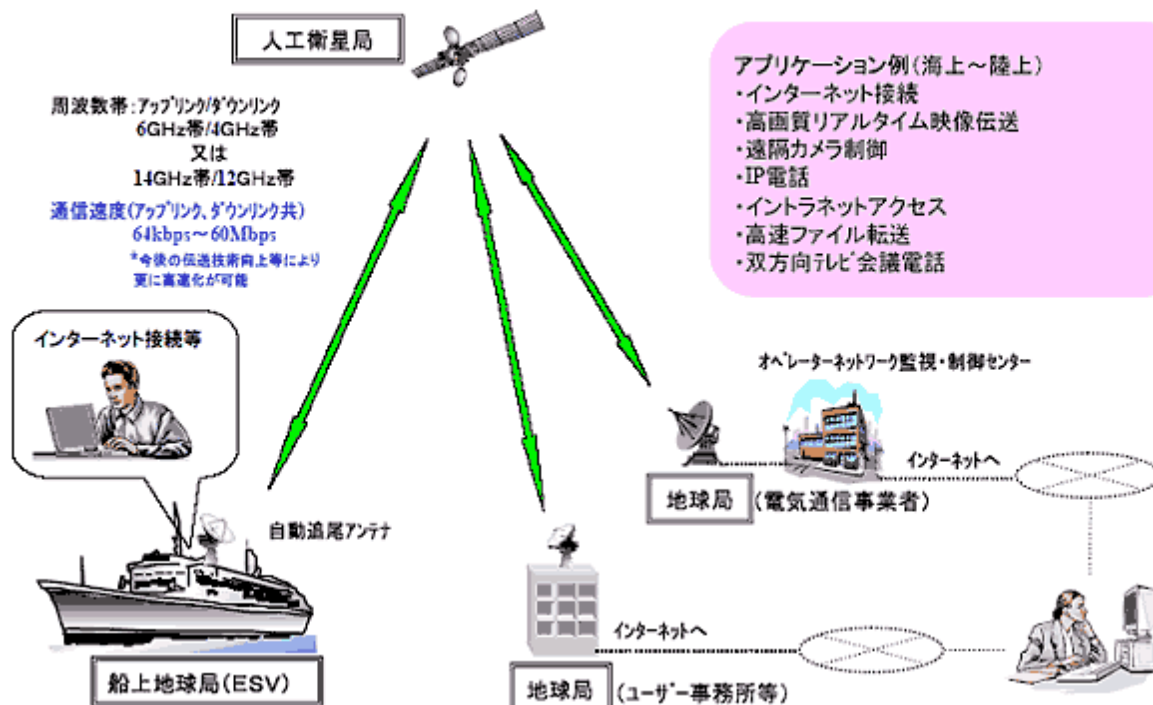 人工衛星局
周波数帯:アップリンク/ダウンリンク
6GHz帯/4GHz帯
又は
14GHz帯/12GHz帯
通信速度(アップリンク、ダウンリンク共)
64kbps～60Mbps
*今後の伝送技術向上等により
更に高速化が可能
アプリケーション例(海上～陸上)
・インターネット接続
・高画質リアルタイム映像伝送
・遠隔カメラ制御
・IP電話
・イントラネットアクセス
・高速ファイル転送
・双方向テレビ会議電話
インターネット接続等
自動追尾アンテナ
船上地球局(ESV)
オペレーターネットワーク監視・制御センター
インターネットへ
地球局 (電気通信事業者)
インターネットへ
地球局 (ユーザー事務所等)